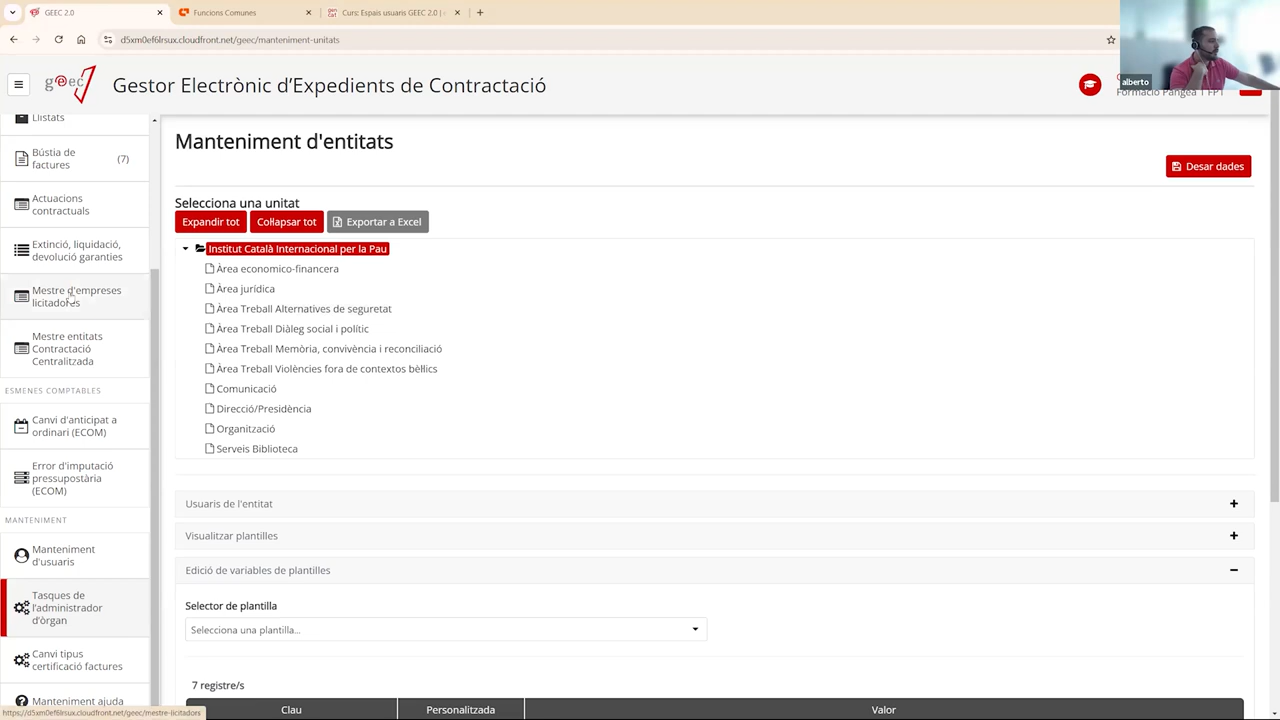 GEEC 2.0
Funcions Comunes
Curs: Espais usuaris GEEC 2.0 |
d5xm0ef6lrsux.cloudfront.net/geec/manteniment-unitats
geec
Gestor Electrònic d'Expedients de Contractació
alberto
Formació Pangea 1 FP1
Llistats
Bústia de
factures
(7)
Actuacions
contractuals
Extinció, liquidació,
devolució garanties
Mestre d'empreses
licitadores
Mestre entitats
Contractació
Centralitzada
ESMENES COMPTABLES
Canvi d'anticipat a
ordinari (ECOM)
Error d'imputació
pressupostària
(ECOM)
MANTENIMENT
Manteniment
d'usuaris
Tasques de
l'administrador
d'òrgan
Canvi tipus
certificació factures
Manteniment ajuda
https://d5xm0ef6lrsux.cloudfront.net/geec/mestre-licitadors
Manteniment d'entitats
Desar dades
Selecciona una unitat
Expandir tot
Col·lapsar tot
Exportar a Excel
Institut Català Internacional per la Pau
Àrea economico-financera
Àrea jurídica
Àrea Treball Alternatives de seguretat
Àrea Treball Diàleg social i polític
Àrea Treball Memòria, convivència i reconciliació
Àrea Treball Violències fora de contextos bèl·lics
Comunicació
Direcció/Presidència
Organització
Serveis Biblioteca
Usuaris de l'entitat
Visualitzar plantilles
Edició de variables de plantilles
Selector de plantilla
Selecciona una plantilla...
7 registre/s
Clau
Personalitzada
Valor